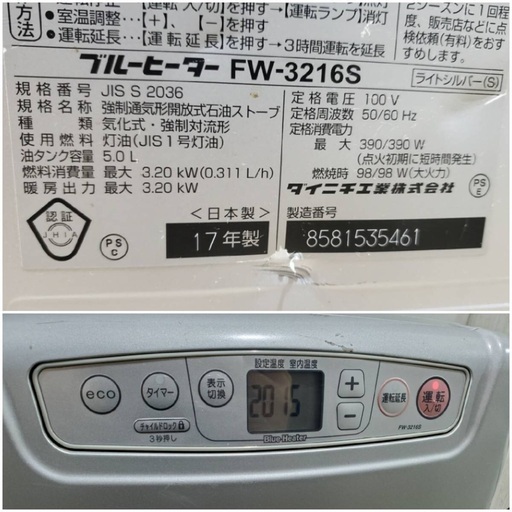 方法
室温調節…【+】、【-】を押す
運転延長…【運転延長】を押す→3時間運転を延長
【運転ランプ】消灯
2シーズンに1回程
度、販売店などに点
検依頼(有料)をおす
すめします。
ブルーヒーター FW-3216S
ライトシルバー(S)
規格番号 JIS S 2036
規格名称 強制通気形開放式石油ストーブ
種類 気化式・強制対流形
使用燃料 灯油(JIS1号灯油)
油タンク容量 5.0L
燃料消費量 最大 3.20 kW(0.311 L/h)
暖房出力 最大 3.20 kW
定格電圧 100 V
定格周波数 50/60 Hz
定格消費電力
最大 390/390 W
(点火初期に短時間発生)
燃焼時 98/98 W(大火力)
ダイニチ工業株式会社
PS
E
認証
JHIA
PS
C
<日本製>
17年製
製造番号
8581535461
設定温度 室内温度
eco
タイマー
表示
切換
2015
+
-
運転延長
運転
入/切
チャイルドロック
3秒押し
Blue Heater
FW-3216S